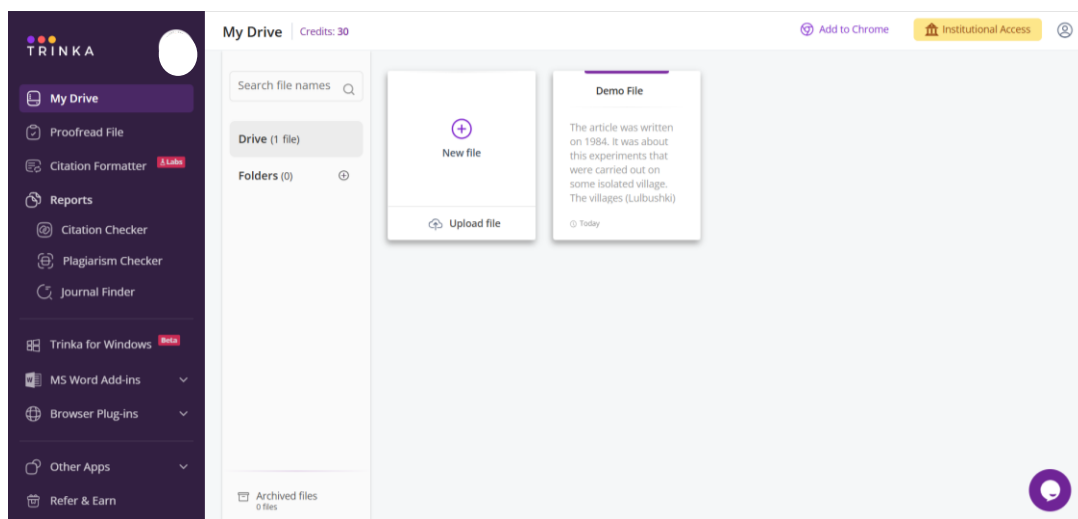 TRINKA
My Drive
Proofread File
Citation Formatter Labs
Reports
Citation Checker
Plagiarism Checker
Journal Finder
Trinka for Windows Beta
MS Word Add-ins
Browser Plug-ins
Other Apps
Refer & Earn
My Drive Credits: 30
Add to Chrome
Institutional Access
Search file names
Drive (1 file)
Folders (0)
Archived files
0 files
New file
Upload file
Demo File
The article was written
on 1984. It was about
this experiments that
were carried out on
some isolated village.
The villages (Lulbushki)
Today